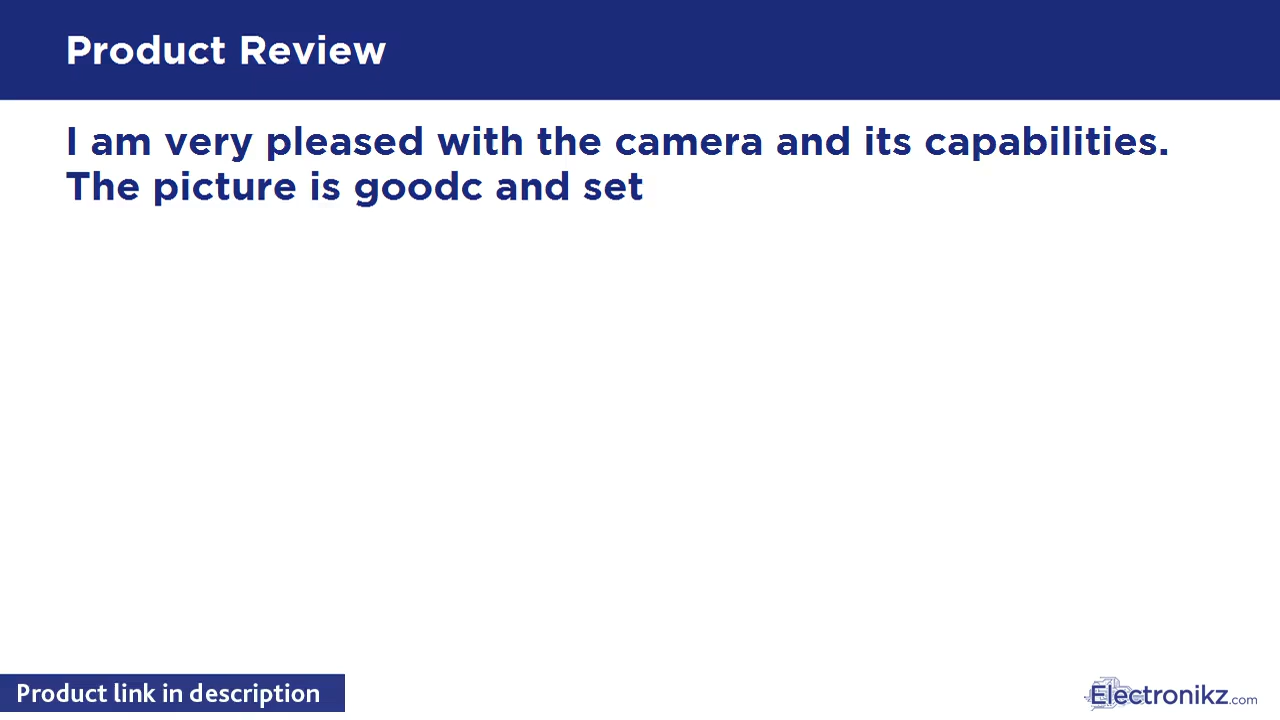 Product Review
I am very pleased with the camera and its capabilities.
The picture is goodc and set
Product link in description
Electronikz.com